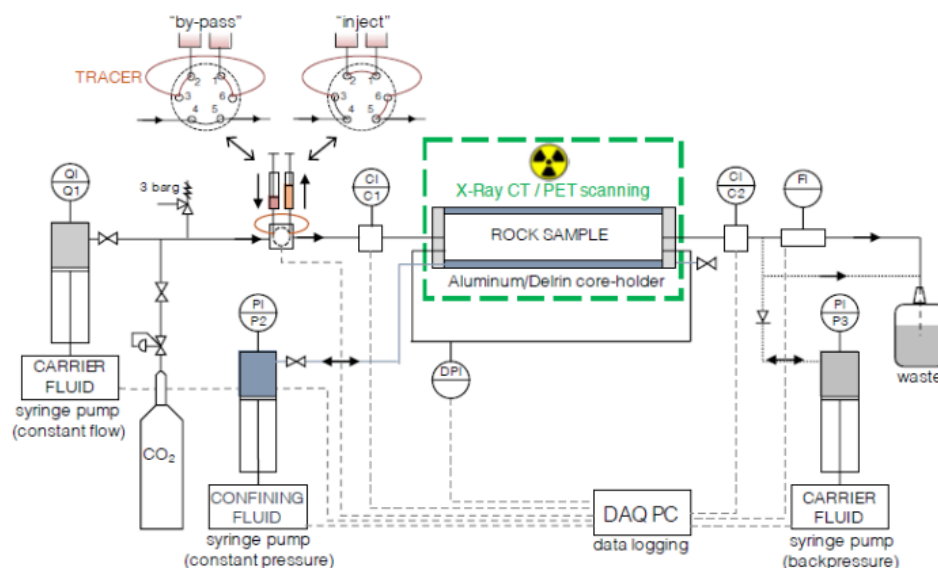 "by-pass"
"inject"
TRACER
2
1
3
6
4
5
2
1
3
6
4
5
QI
Q1
3 barg
CI
C1
X-Ray CT / PET scanning
CI
C2
FI
ROCK SAMPLE
Aluminum/Delrin core-holder
PI
P2
PI
P3
DPI
waste
CARRIER
FLUID
syringe pump
(constant flow)
CO2
CONFINING
FLUID
syringe pump
(constant pressure)
DAQ PC
data logging
CARRIER
FLUID
syringe pump
(backpressure)